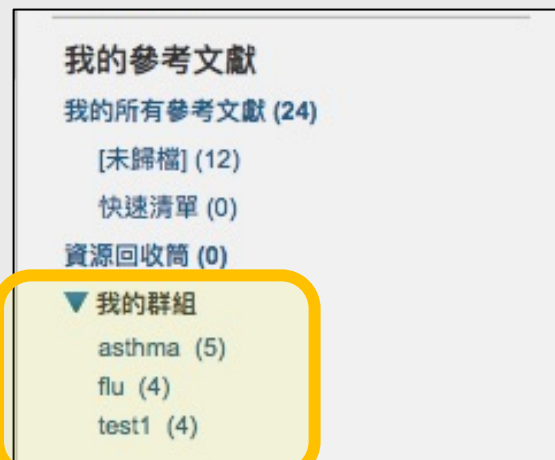 我的參考文獻
我的所有參考文獻 (24)
[未歸檔] (12)
快速清單 (0)
資源回收筒 (0)
▼ 我的群組
asthma (5)
flu (4)
test1 (4)